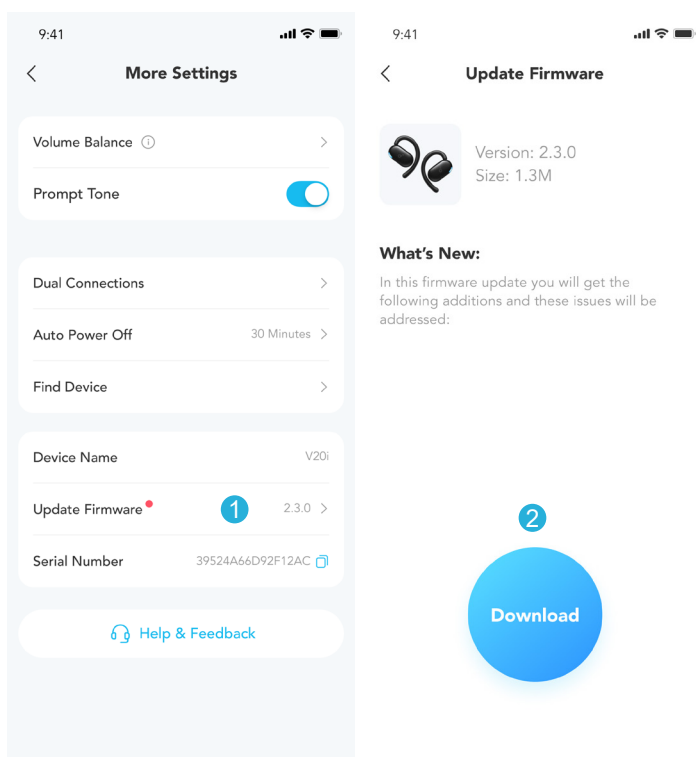 9:41
More Settings
Volume Balance
Prompt Tone
Dual Connections
Auto Power Off 30 Minutes
Find Device
Device Name V20i
Update Firmware 1 2.3.0
Serial Number 39524A66D92F12AC
Help & Feedback
9:41
Update Firmware
Version: 2.3.0
Size: 1.3M
What's New:
In this firmware update you will get the
following additions and these issues will be
addressed:
2
Download